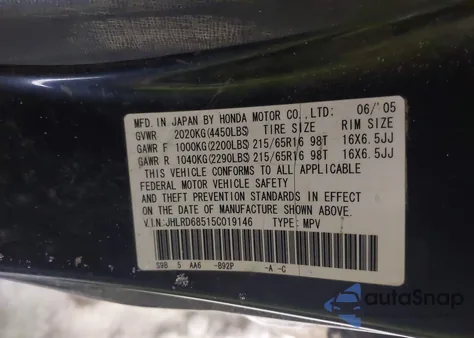 MFD. IN JAPAN BY HONDA MOTOR CO., LTD: 06/'05
GVWR 2020KG(4450LBS) TIRE SIZE RIM SIZE
GAWR F 1000KG(2200LBS) 215/65R16 98T 16X6.5JJ
GAWR R 1040KG(2290LBS) 215/65R16 98T 16X6.5JJ
THIS VEHICLE CONFORMS TO ALL APPLICABLE
FEDERAL MOTOR VEHICLE SAFETY
AND THEFT PREVENTION STANDARDS IN EFFECT
ON THE DATE OF MANUFACTURE SHOWN ABOVE.
V.I.N: JHLRD68515C019146 TYPE: MPV
S9B 5 AA6 -B92P -A -C
autoSnap